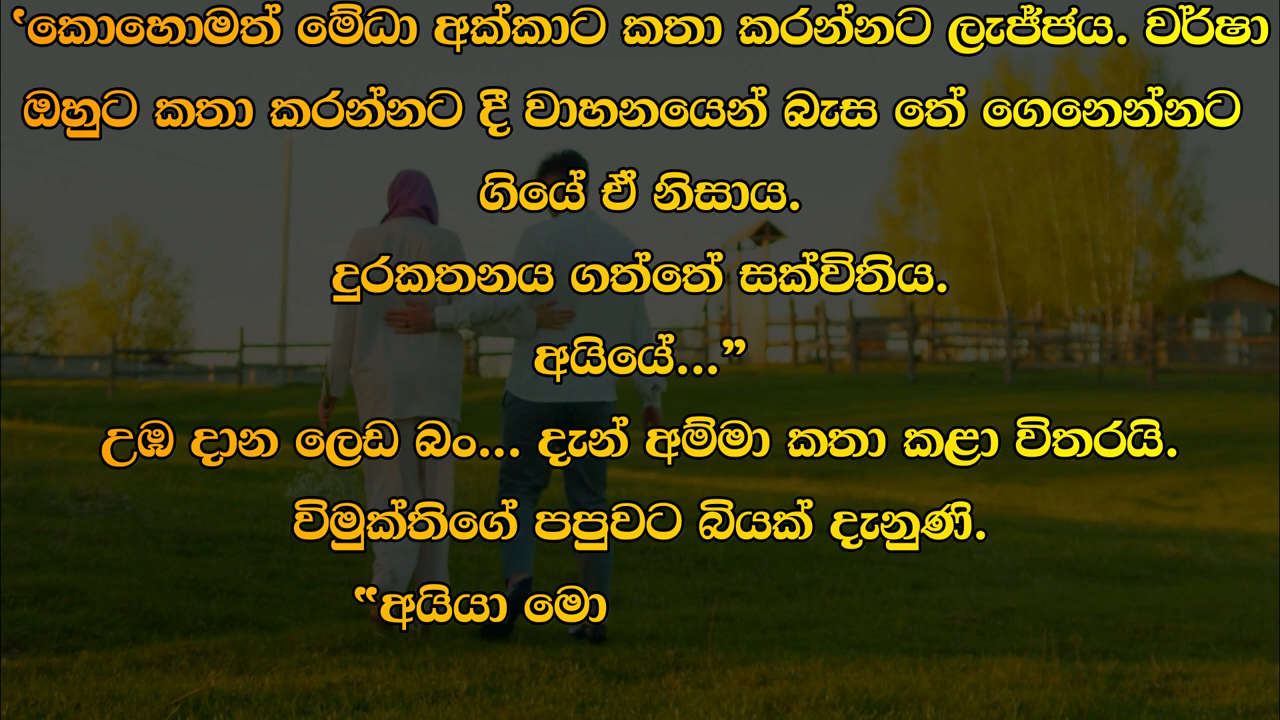 ‛කොහොමත් මේධා අක්කාට කතා කරන්නට ලැජ්ජය. වර්ෂා
ඔහුට කතා කරන්නට දී වාහනයෙන් බැස තේ ගෙනෙන්නට
ගියේ ඒ නිසාය.
දුරකතනය ගත්තේ සක්විතිය.
අයියේ...”
උඹ දාන ලෙඩ බං... දැන් අම්මා කතා කළා විතරයි.
විමුක්තිගේ පපුවට බියක් දැනුණි.
“අයියා මො